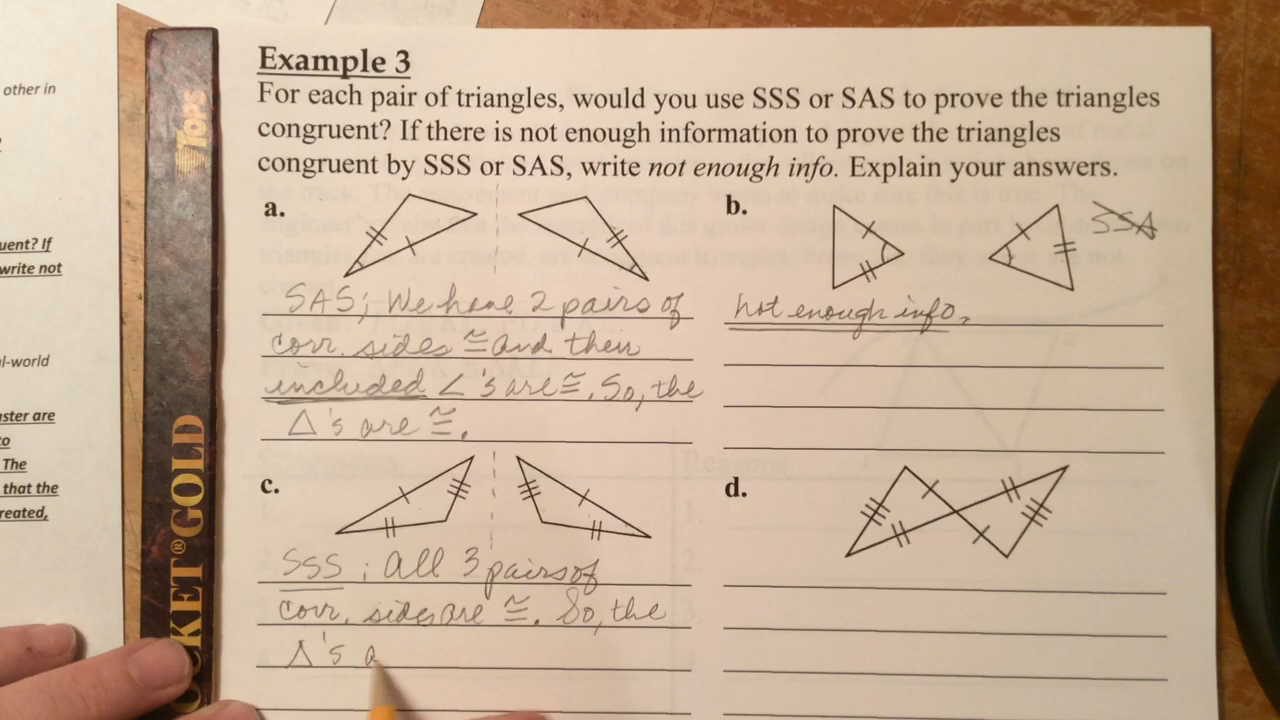 other in
uent? If
write not
l-world
ster are
o
The
that the
reated,
TOPS
OCKET®GOLD
Example 3
For each pair of triangles, would you use SSS or SAS to prove the triangles
congruent? If there is not enough information to prove the triangles
congruent by SSS or SAS, write not enough info. Explain your answers.
a.
SAS; We have 2 pairs of
corr. sides ≅ and then
included ∠'s are ≅. So, the
Δ's are ≅.
b.
SSA
not enough info.
c.
SSS; All 3 pairs of
corr. sides are ≅. So, the
Δ's a
d.